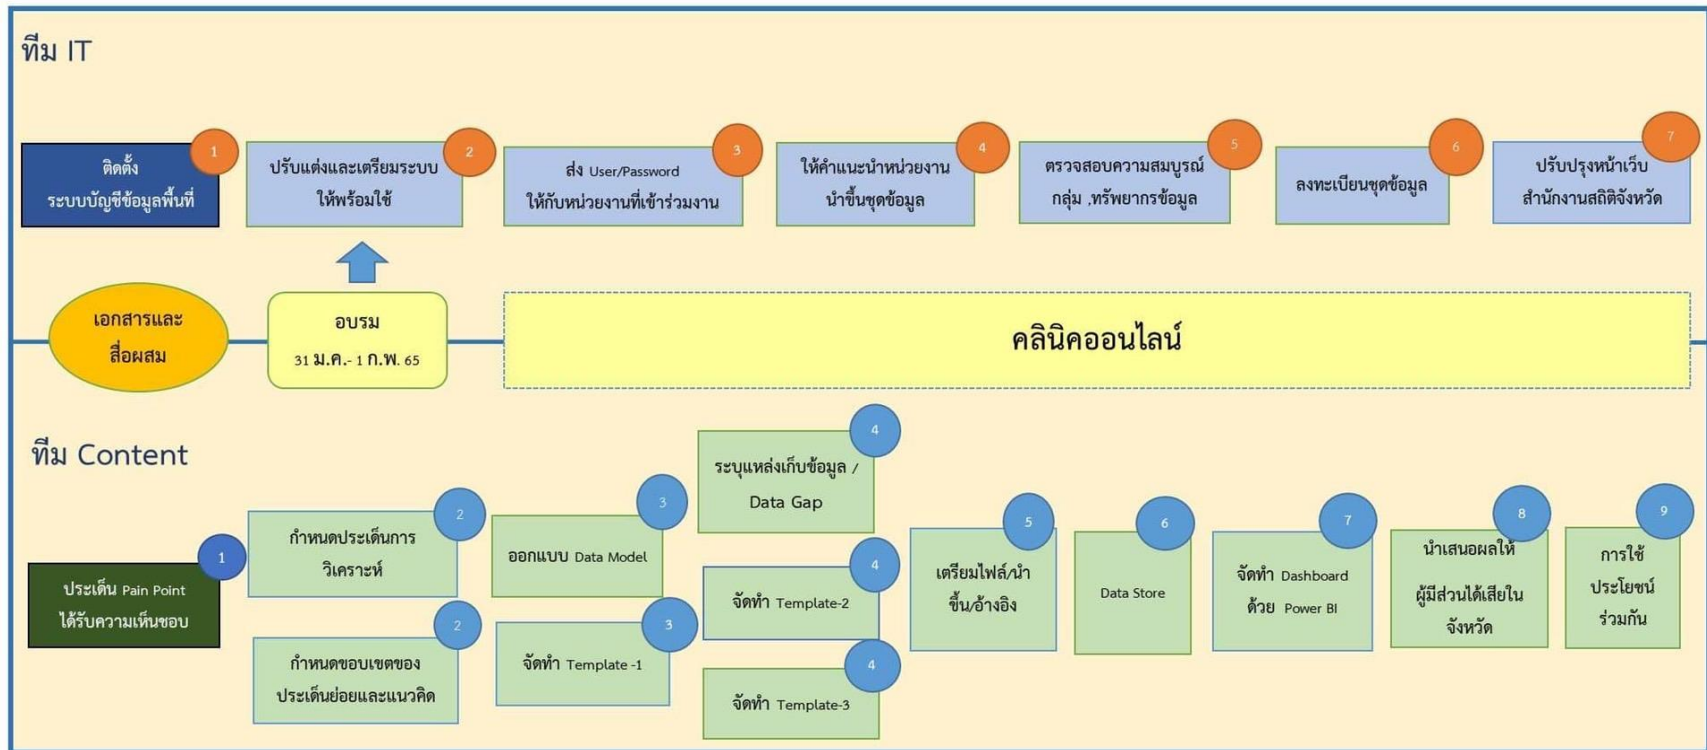 ทีม IT
1
ติดตั้ง
ระบบบัญชีข้อมูลพื้นที่
2
ปรับแต่งและเตรียมระบบ
ให้พร้อมใช้
3
ส่ง User/Password
ให้กับหน่วยงานที่เข้าร่วมงาน
4
ให้คำแนะนำหน่วยงาน
นำขึ้นชุดข้อมูล
5
ตรวจสอบความสมบูรณ์
กลุ่ม ,ทรัพยากรข้อมูล
6
ลงทะเบียนชุดข้อมูล
7
ปรับปรุงหน้าเว็บ
สำนักงานสถิติจังหวัด
เอกสารและ
สื่อผสม
อบรม
31 ม.ค.- 1 ก.พ. 65
คลินิคออนไลน์
ทีม Content
1
ประเด็น Pain Point
ได้รับความเห็นชอบ
2
กำหนดประเด็นการ
วิเคราะห์
2
กำหนดขอบเขตของ
ประเด็นย่อยและแนวคิด
3
ออกแบบ Data Model
3
จัดทำ Template -1
4
ระบุแหล่งเก็บข้อมูล /
Data Gap
4
จัดทำ Template-2
4
จัดทำ Template-3
5
เตรียมไฟล์/นำ
ขึ้น/อ้างอิง
6
Data Store
7
จัดทำ Dashboard
ด้วย Power BI
8
นำเสนอผลให้
ผู้มีส่วนได้เสียใน
จังหวัด
9
การใช้
ประโยชน์
ร่วมกัน